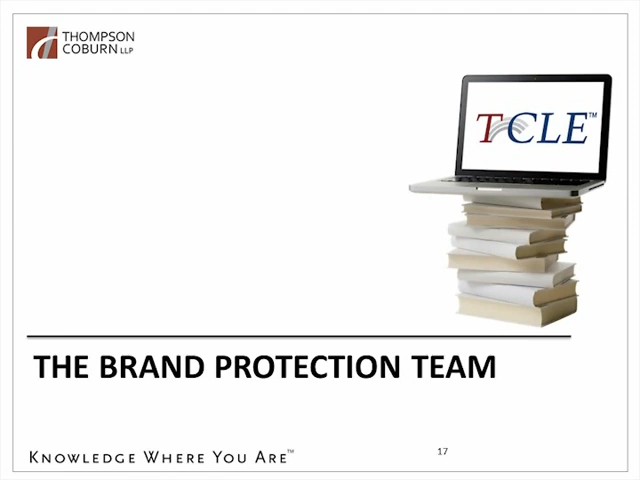 THOMPSON
COBURN LLP
TCLE™
THE BRAND PROTECTION TEAM
KNOWLEDGE WHERE YOU ARE™
17